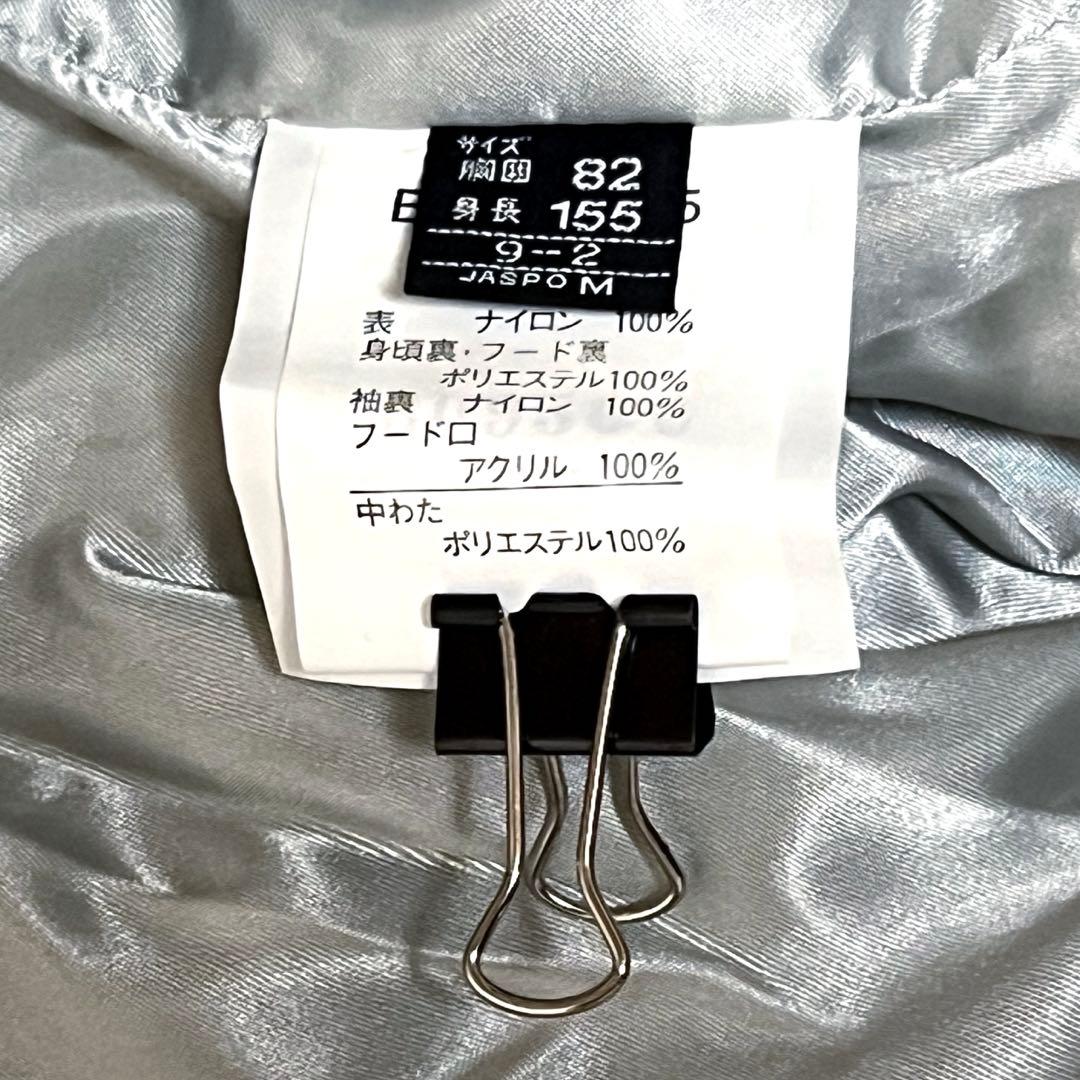 サイズ
胸囲 82
身長 155
9-2
JASPO M
表 ナイロン 100%
身頃裏・フード裏
ポリエステル100%
袖裏 ナイロン 100%
フード口
アクリル 100%
中わた
ポリエステル100%